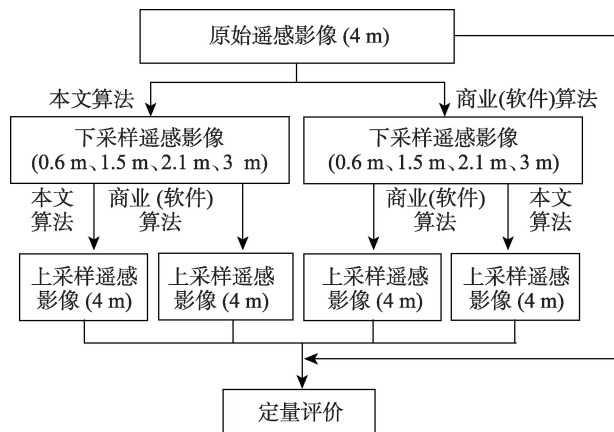 原始遥感影像 (4 m)
本文算法
商业(软件)算法
下采样遥感影像
(0.6 m、1.5 m、2.1 m、3 m)
下采样遥感影像
(0.6 m、1.5 m、2.1 m、3 m)
本文
算法
商业 (软件)
算法
商业(软件)
算法
本文
算法
上采样遥感
影像 (4 m)
上采样遥感
影像 (4 m)
上采样遥感
影像 (4 m)
上采样遥感
影像 (4 m)
定量评价